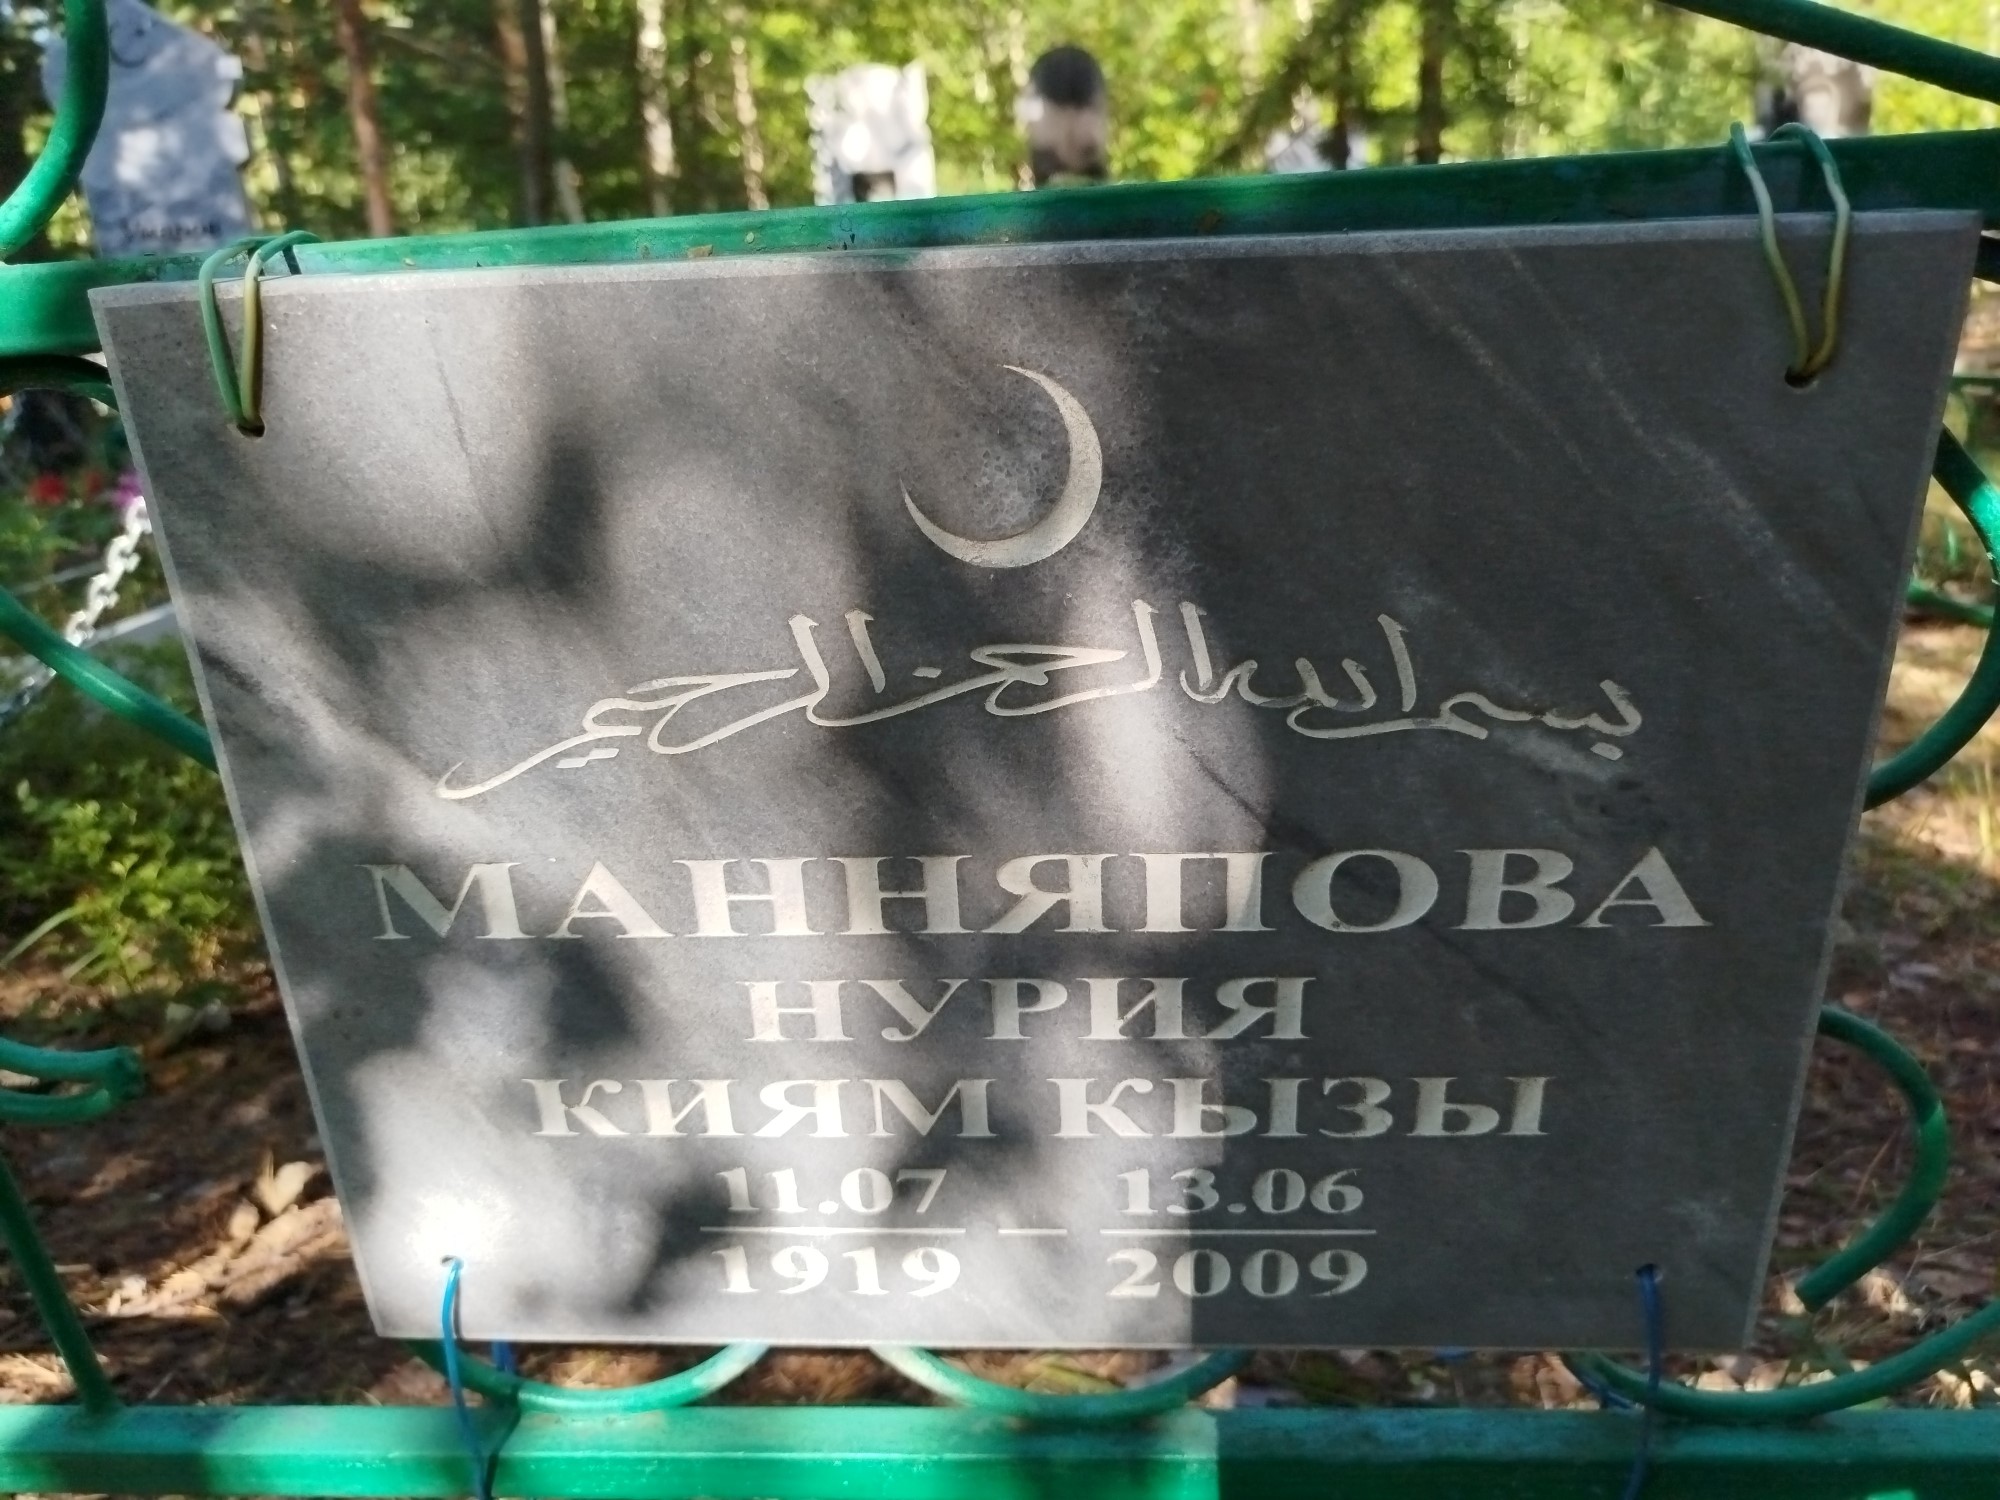 بسم الله الرحمن الرحيم
МАННЯПОВА
НУРИЯ
КИЯМ КЫЗЫ
11.07 – 13.06
1919 2009